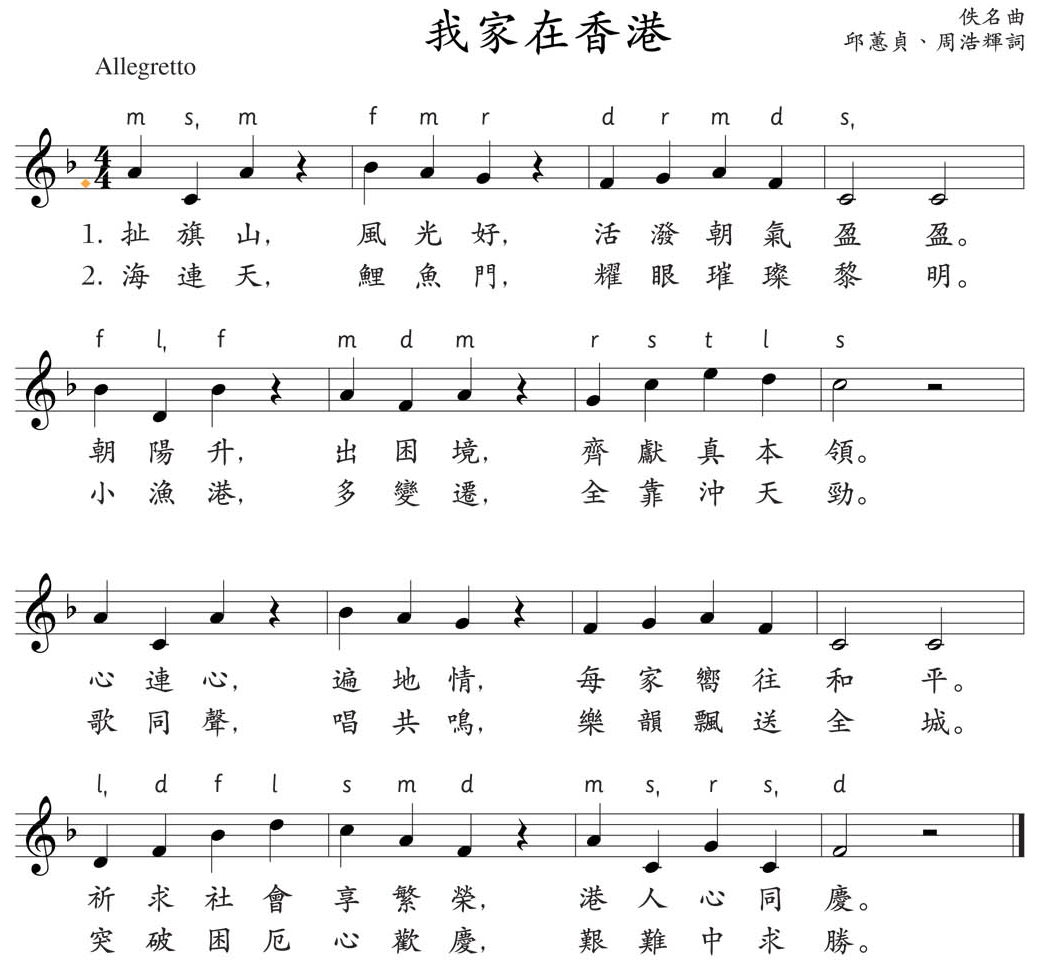 我家在香港
佚名曲
邱蕙貞、周浩輝詞
Allegretto
m s, m f m r d r m d s,
1. 扯旗山, 風光好, 活潑朝氣盈盈。
2. 海連天, 鯉魚門, 耀眼璀璨黎明。
f l, f m d m r s t l s
朝陽升, 出困境, 齊獻真本領。
小漁港, 多變遷, 全靠沖天勁。
心連心, 遍地情, 每家嚮往和平。
歌同聲, 唱共鳴, 樂韻飄送全城。
l, d f l s m d m s, r s, d
祈求社會享繁榮, 港人心同慶。
突破困厄心歡慶, 艱難中求勝。